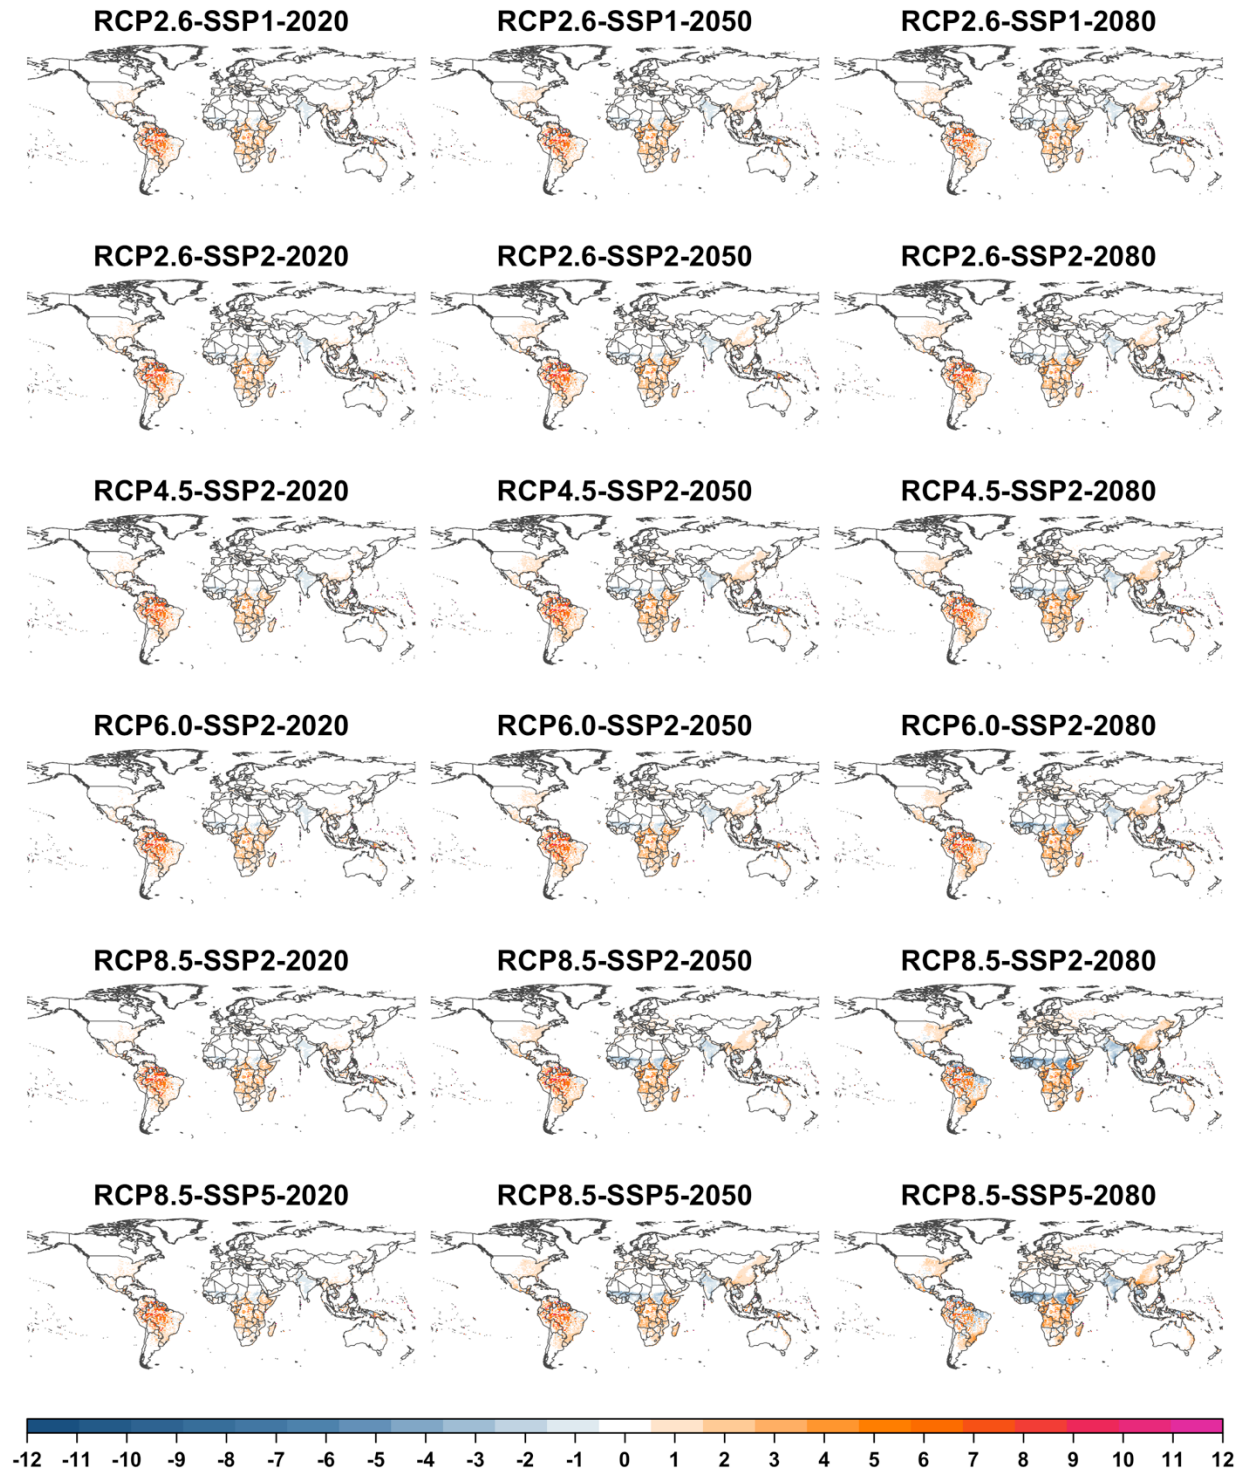 RCP2.6-SSP1-2020 RCP2.6-SSP1-2050 RCP2.6-SSP1-2080
RCP2.6-SSP2-2020 RCP2.6-SSP2-2050 RCP2.6-SSP2-2080
RCP4.5-SSP2-2020 RCP4.5-SSP2-2050 RCP4.5-SSP2-2080
RCP6.0-SSP2-2020 RCP6.0-SSP2-2050 RCP6.0-SSP2-2080
RCP8.5-SSP2-2020 RCP8.5-SSP2-2050 RCP8.5-SSP2-2080
RCP8.5-SSP5-2020 RCP8.5-SSP5-2050 RCP8.5-SSP5-2080
-12 -11 -10 -9 -8 -7 -6 -5 -4 -3 -2 -1 0 1 2 3 4 5 6 7 8 9 10 11 12